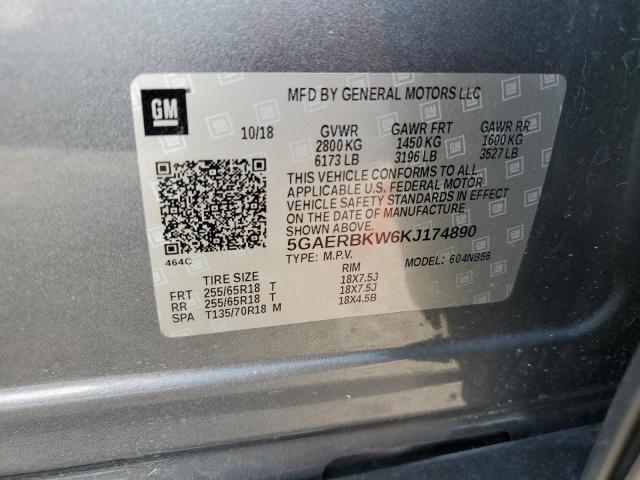 GM
MFD BY GENERAL MOTORS LLC
10/18 GVWR GAWR FRT GAWR RR
2800 KG 1450 KG 1600 KG
6173 LB 3196 LB 3527 LB
THIS VEHICLE CONFORMS TO ALL
APPLICABLE U.S. FEDERAL MOTOR
VEHICLE SAFETY STANDARDS IN EFFECT
ON THE DATE OF MANUFACTURE
SHOWN ABOVE.
5GAERBKW6KJ174890
464C
TYPE: M.P.V. MODEL: 604NB56
TIRE SIZE RIM
FRT 255/65R18 T 18X7.5J
RR 255/65R18 T 18X7.5J
SPA T135/70R18 M 18X4.5B